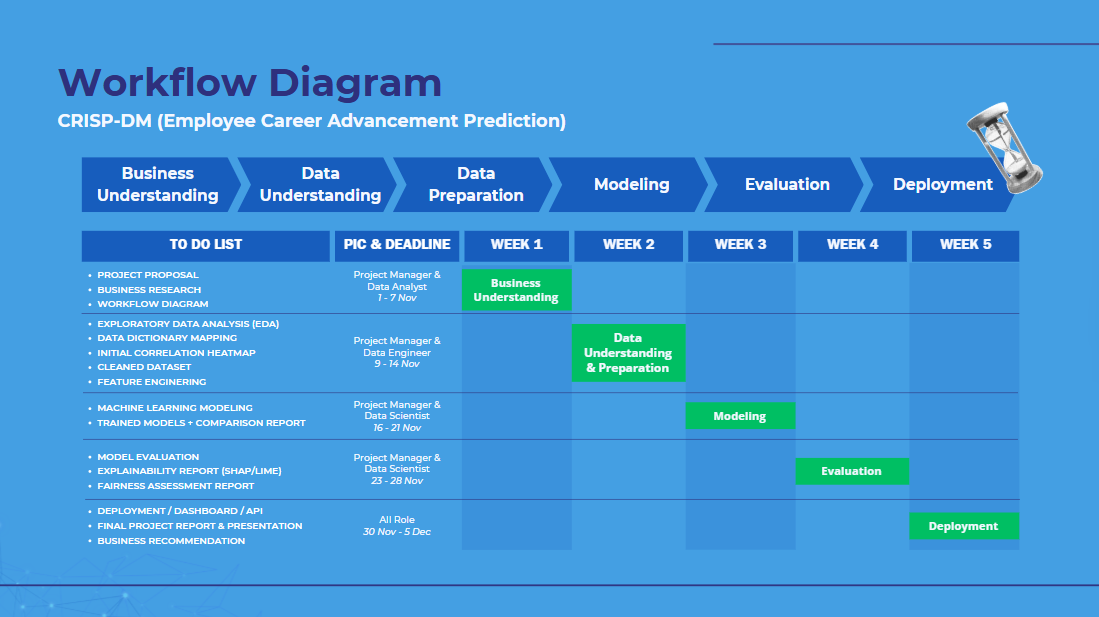 Workflow Diagram
CRISP-DM (Employee Career Advancement Prediction)
Business
Understanding
Data
Understanding
Data
Preparation
Modeling
Evaluation
Deployment
TO DO LIST
PIC & DEADLINE
WEEK 1
WEEK 2
WEEK 3
WEEK 4
WEEK 5
• PROJECT PROPOSAL
• BUSINESS RESEARCH
• WORKFLOW DIAGRAM
Project Manager &
Data Analyst
1 - 7 Nov
Business
Understanding
• EXPLORATORY DATA ANALYSIS (EDA)
• DATA DICTIONARY MAPPING
• INITIAL CORRELATION HEATMAP
• CLEANED DATASET
• FEATURE ENGINERING
Project Manager &
Data Engineer
9 - 14 Nov
Data
Understanding
& Preparation
• MACHINE LEARNING MODELING
• TRAINED MODELS + COMPARISON REPORT
Project Manager &
Data Scientist
16 - 21 Nov
Modeling
• MODEL EVALUATION
• EXPLAINABILITY REPORT (SHAP/LIME)
• FAIRNESS ASSESSMENT REPORT
Project Manager &
Data Scientist
23 - 28 Nov
Evaluation
• DEPLOYMENT / DASHBOARD / API
• FINAL PROJECT REPORT & PRESENTATION
• BUSINESS RECOMMENDATION
All Role
30 Nov - 5 Dec
Deployment